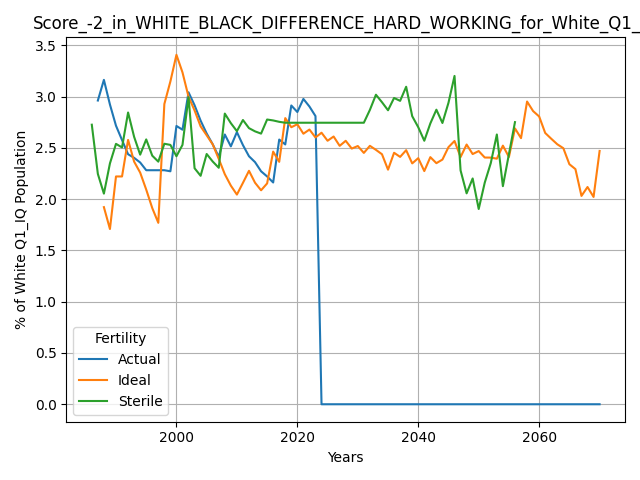 Score_-2_in_WHITE_BLACK_DIFFERENCE_HARD_WORKING_for_White_Q1_
3.5
3.0
2.5
2.0
1.5
1.0
0.5
0.0
% of White Q1_IQ Population
Fertility
Actual
Ideal
Sterile
2000
2020
2040
2060
Years